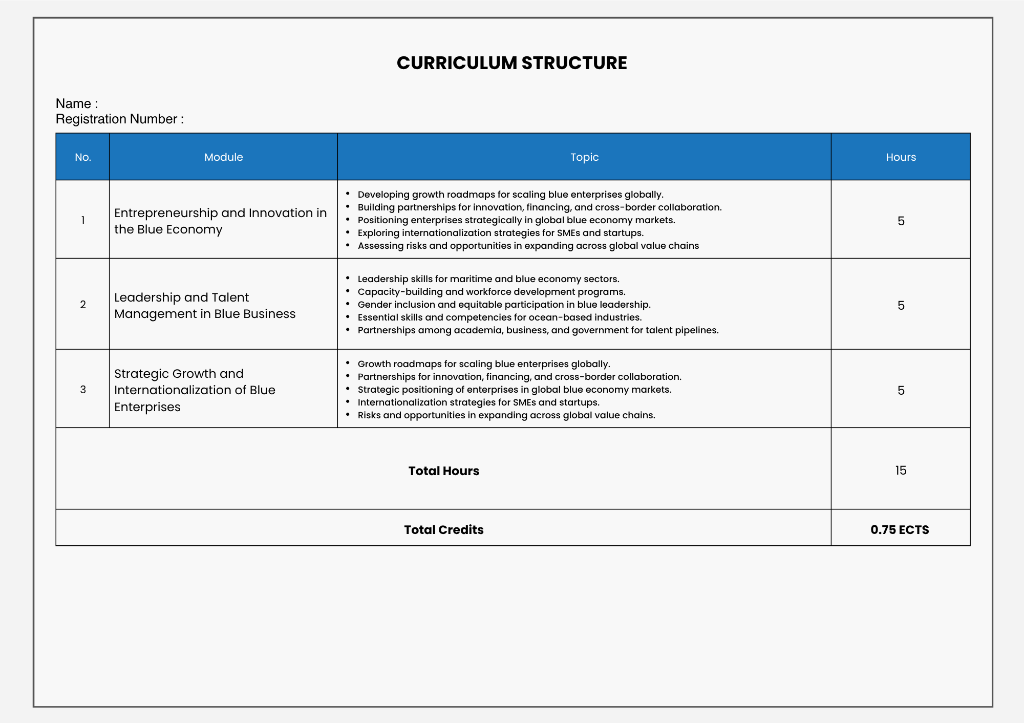 CURRICULUM STRUCTURE
Name :
Registration Number :
No. Module Topic Hours
1
Entrepreneurship and Innovation in
the Blue Economy
• Developing growth roadmaps for scaling blue enterprises globally.
• Building partnerships for innovation, financing, and cross-border collaboration.
• Positioning enterprises strategically in global blue economy markets.
• Exploring internationalization strategies for SMEs and startups.
• Assessing risks and opportunities in expanding across global value chains
5
2
Leadership and Talent
Management in Blue Business
• Leadership skills for maritime and blue economy sectors.
• Capacity-building and workforce development programs.
• Gender inclusion and equitable participation in blue leadership.
• Essential skills and competencies for ocean-based industries.
• Partnerships among academia, business, and government for talent pipelines.
5
3
Strategic Growth and
Internationalization of Blue
Enterprises
• Growth roadmaps for scaling blue enterprises globally.
• Partnerships for innovation, financing, and cross-border collaboration.
• Strategic positioning of enterprises in global blue economy markets.
• Internationalization strategies for SMEs and startups.
• Risks and opportunities in expanding across global value chains.
5
Total Hours 15
Total Credits 0.75 ECTS